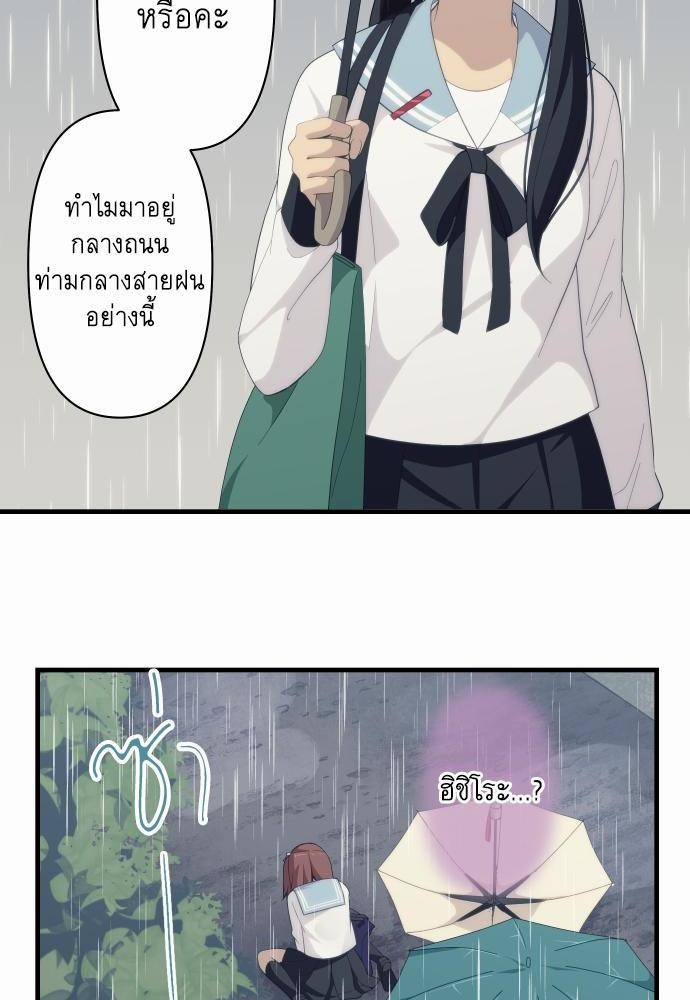 หรือคะ
ทำไมมาอยู่
กลางถนน
ท่ามกลางสายฝน
อย่างนี้
ซ่า
ฮิชิโระ...?